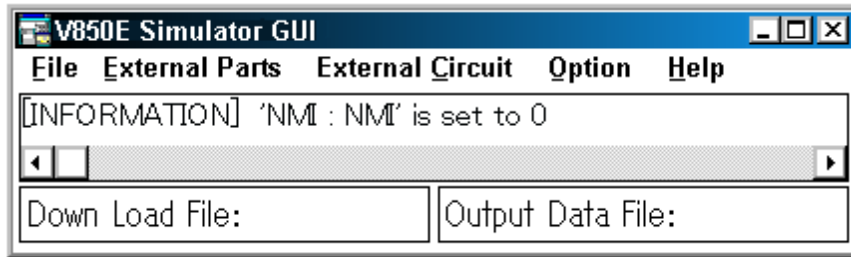 V850E Simulator GUI
File External Parts External Circuit Option Help
[INFORMATION] 'NMI : NMI' is set to 0
Down Load File: Output Data File: